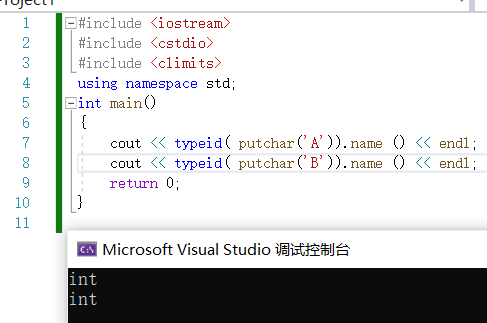 Project1
1 #include <iostream>
2 #include <cstdio>
3 #include <climits>
4 using namespace std;
5 int main()
6 {
7 cout << typeid( putchar('A')).name () << endl;
8 cout << typeid( putchar('B')).name () << endl;
9 return 0;
10 }
11
Microsoft Visual Studio 调试控制台
int
int